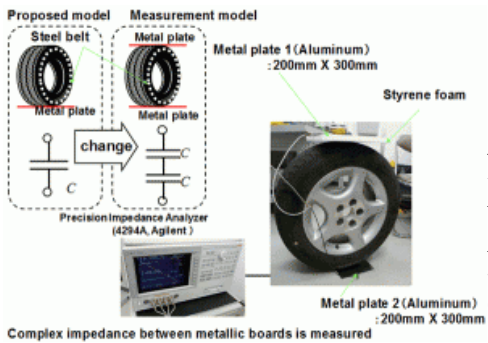 Proposed model
Measurement model
Steel belt
Metal plate
Metal plate
Metal plate
change
C
C
C
Metal plate 1(Aluminum)
:200mm X 300mm
Styrene foam
Precision Impedance Analyzer
(4294A, Agilent)
Metal plate 2(Aluminum)
:200mm X 300mm
Complex impedance between metallic boards is measured